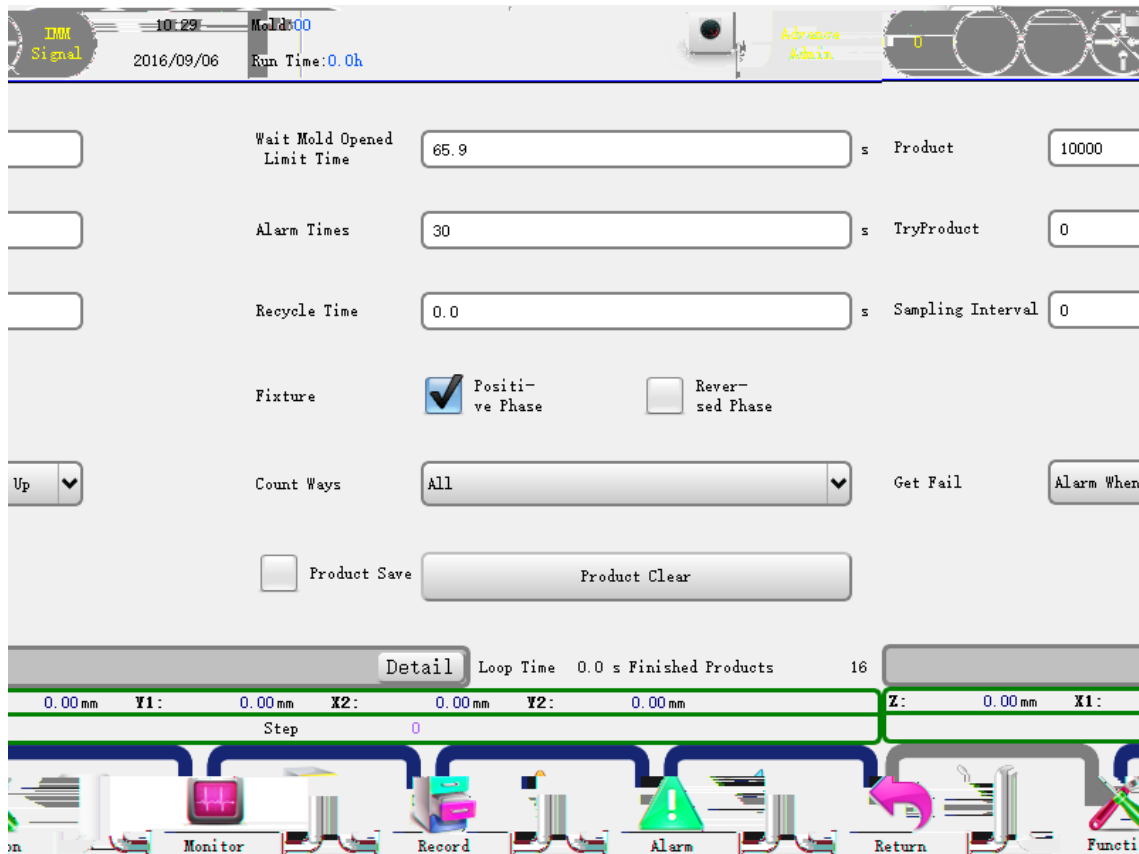 IMM
Signal
10:29
2016/09/06
Mold:00
Run Time:0.0h
Advance
Admin
0
Wait Mold Opened
Limit Time
65.9
s
Product
10000
Alarm Times
30
s
TryProduct
0
Recycle Time
0.0
s
Sampling Interval
0
Fixture
Positi-
ve Phase
Rever-
sed Phase
Up
Count Ways
All
Get Fail
Alarm When
Product Save
Product Clear
Detail
Loop Time 0.0 s Finished Products 16
0.00mm Y1: 0.00mm X2: 0.00mm Y2: 0.00mm
Z: 0.00mm X1:
Step 0
on
Monitor
Record
Alarm
Return
Functi